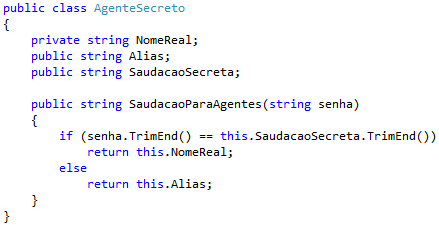 public class AgenteSecreto
{
    private string NomeReal;
    public string Alias;
    public string SaudacaoSecreta;

    public string SaudacaoParaAgentes(string senha)
    {
        if (senha.TrimEnd() == this.SaudacaoSecreta.TrimEnd())
            return this.NomeReal;
        else
            return this.Alias;
    }
}